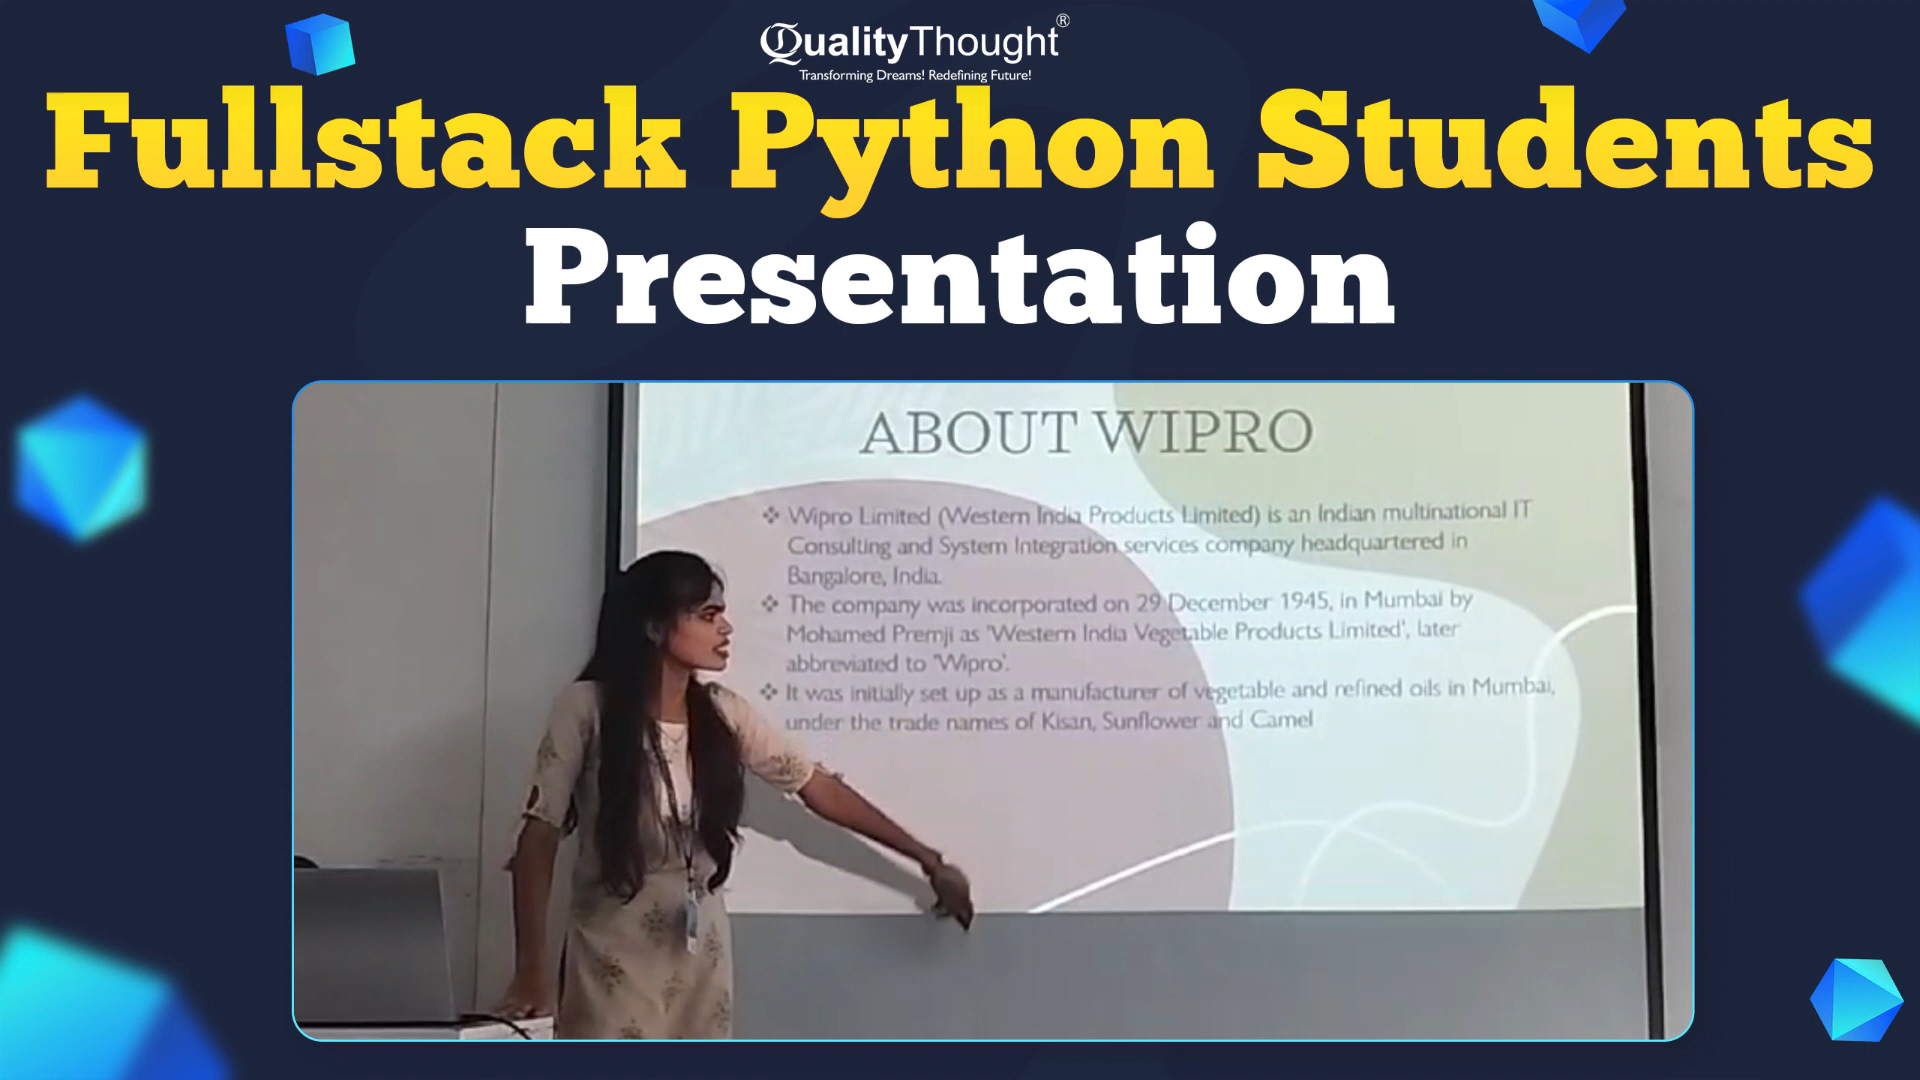 QualityThought®
Transforming Dreams! Redefining Future!
Fullstack Python Students
Presentation
ABOUT WIPRO
❖ Wipro Limited (Western India Products Limited) is an Indian multinational IT
Consulting and System Integration services company headquartered in
Bangalore, India.
❖ The company was incorporated on 29 December 1945, in Mumbai by
Mohamed Premji as 'Western India Vegetable Products Limited', later
abbreviated to 'Wipro'.
❖ It was initially set up as a manufacturer of vegetable and refined oils in Mumbai,
under the trade names of Kisan, Sunflower and Camel